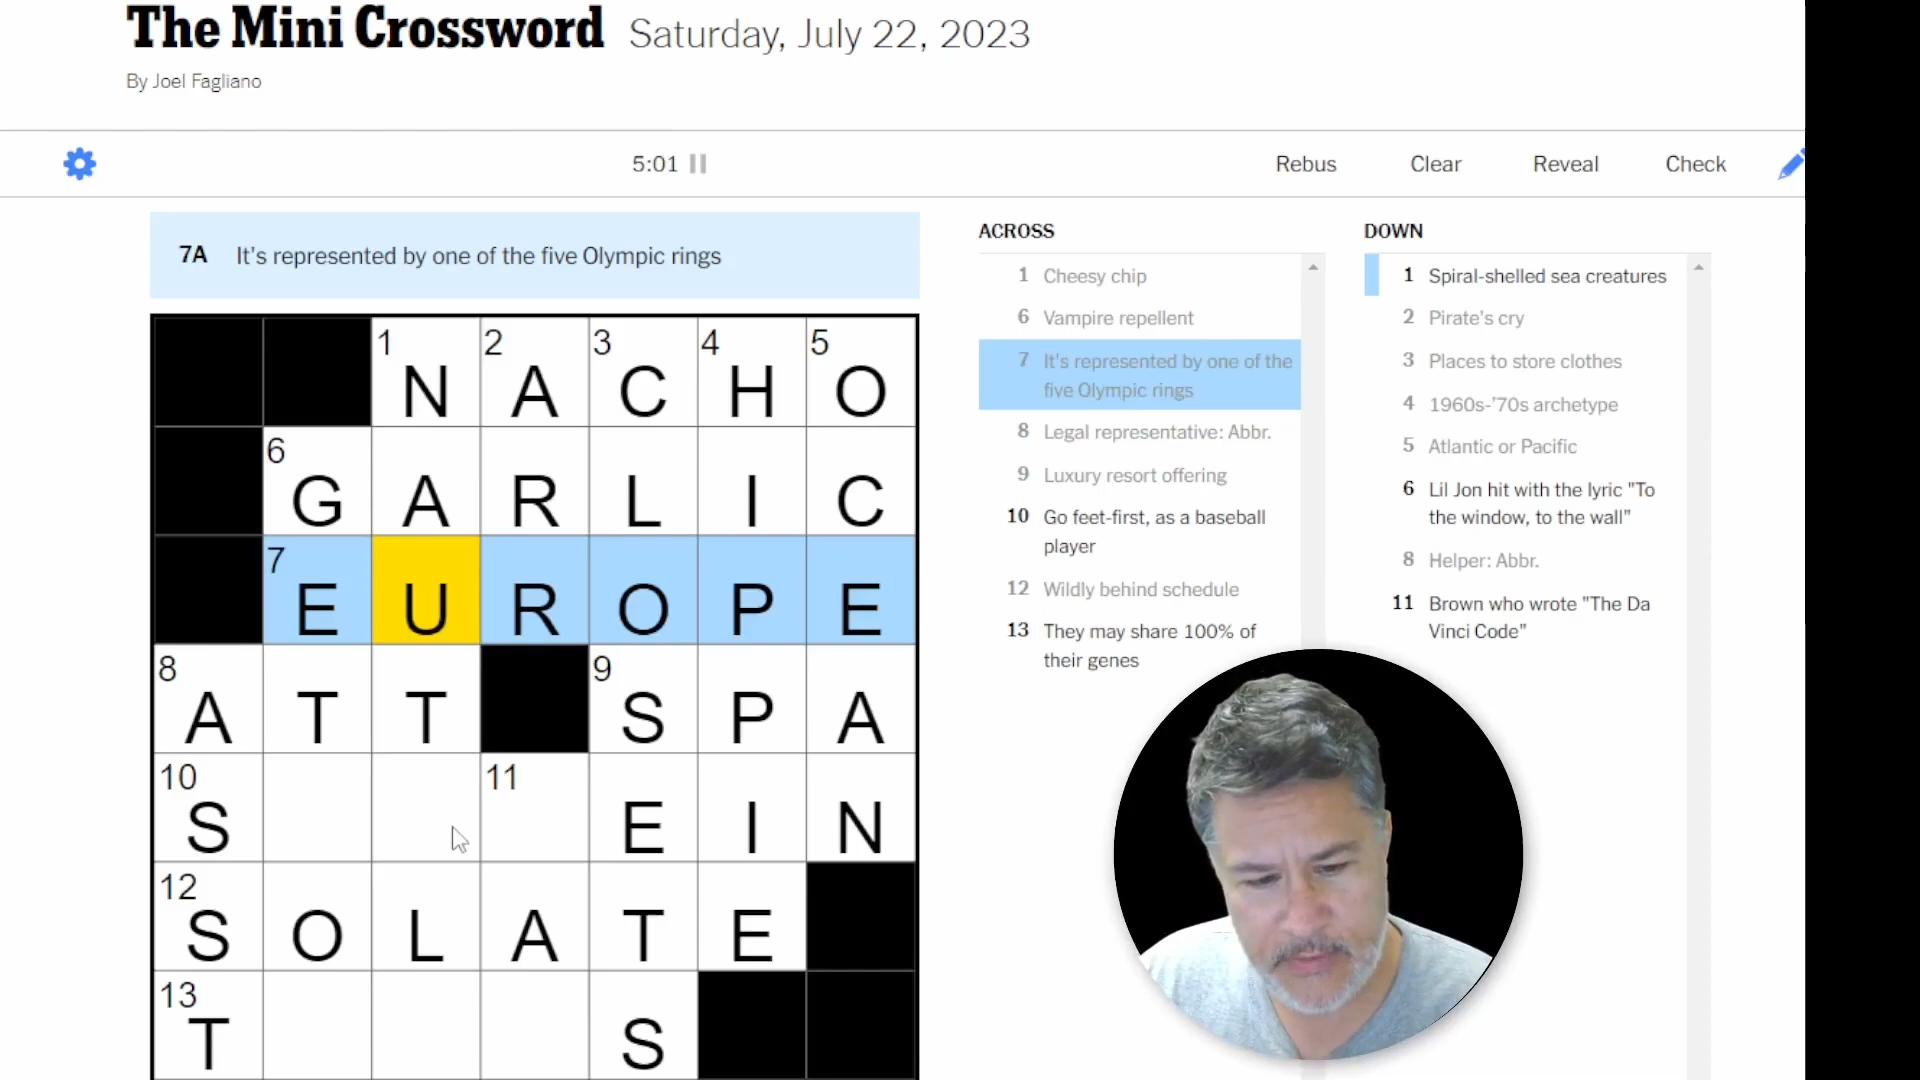 The Mini Crossword Saturday, July 22, 2023
By Joel Fagliano
5:01
Rebus Clear Reveal Check
7A It's represented by one of the five Olympic rings
1 N 2 A 3 C 4 H 5 O
6 G A R L I C
7 E U R O P E
8 A T T 9 S P A
10 S 11 E I N
12 S O L A T E
13 T S
ACROSS
1 Cheesy chip
6 Vampire repellent
7 It's represented by one of the
five Olympic rings
8 Legal representative: Abbr.
9 Luxury resort offering
10 Go feet-first, as a baseball
player
12 Wildly behind schedule
13 They may share 100% of
their genes
DOWN
1 Spiral-shelled sea creatures
2 Pirate's cry
3 Places to store clothes
4 1960s-'70s archetype
5 Atlantic or Pacific
6 Lil Jon hit with the lyric "To
the window, to the wall"
8 Helper: Abbr.
11 Brown who wrote "The Da
Vinci Code"